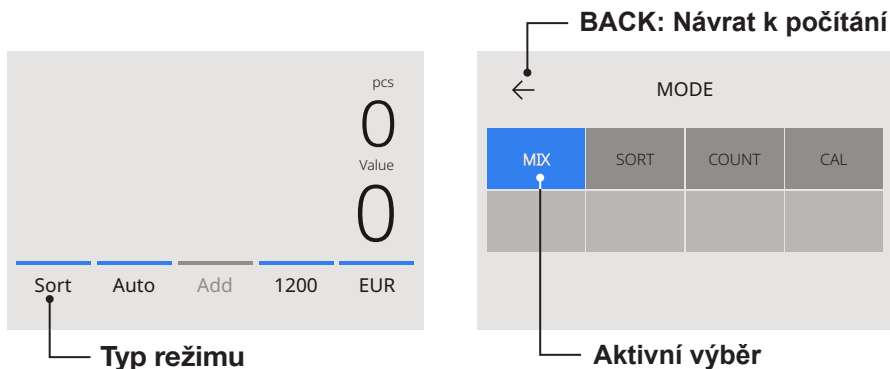 BACK: Návrat k počítání
pcs
0
Value
0
Sort Auto Add 1200 EUR
Typ režimu
MODE
MIX SORT COUNT CAL
Aktivní výběr